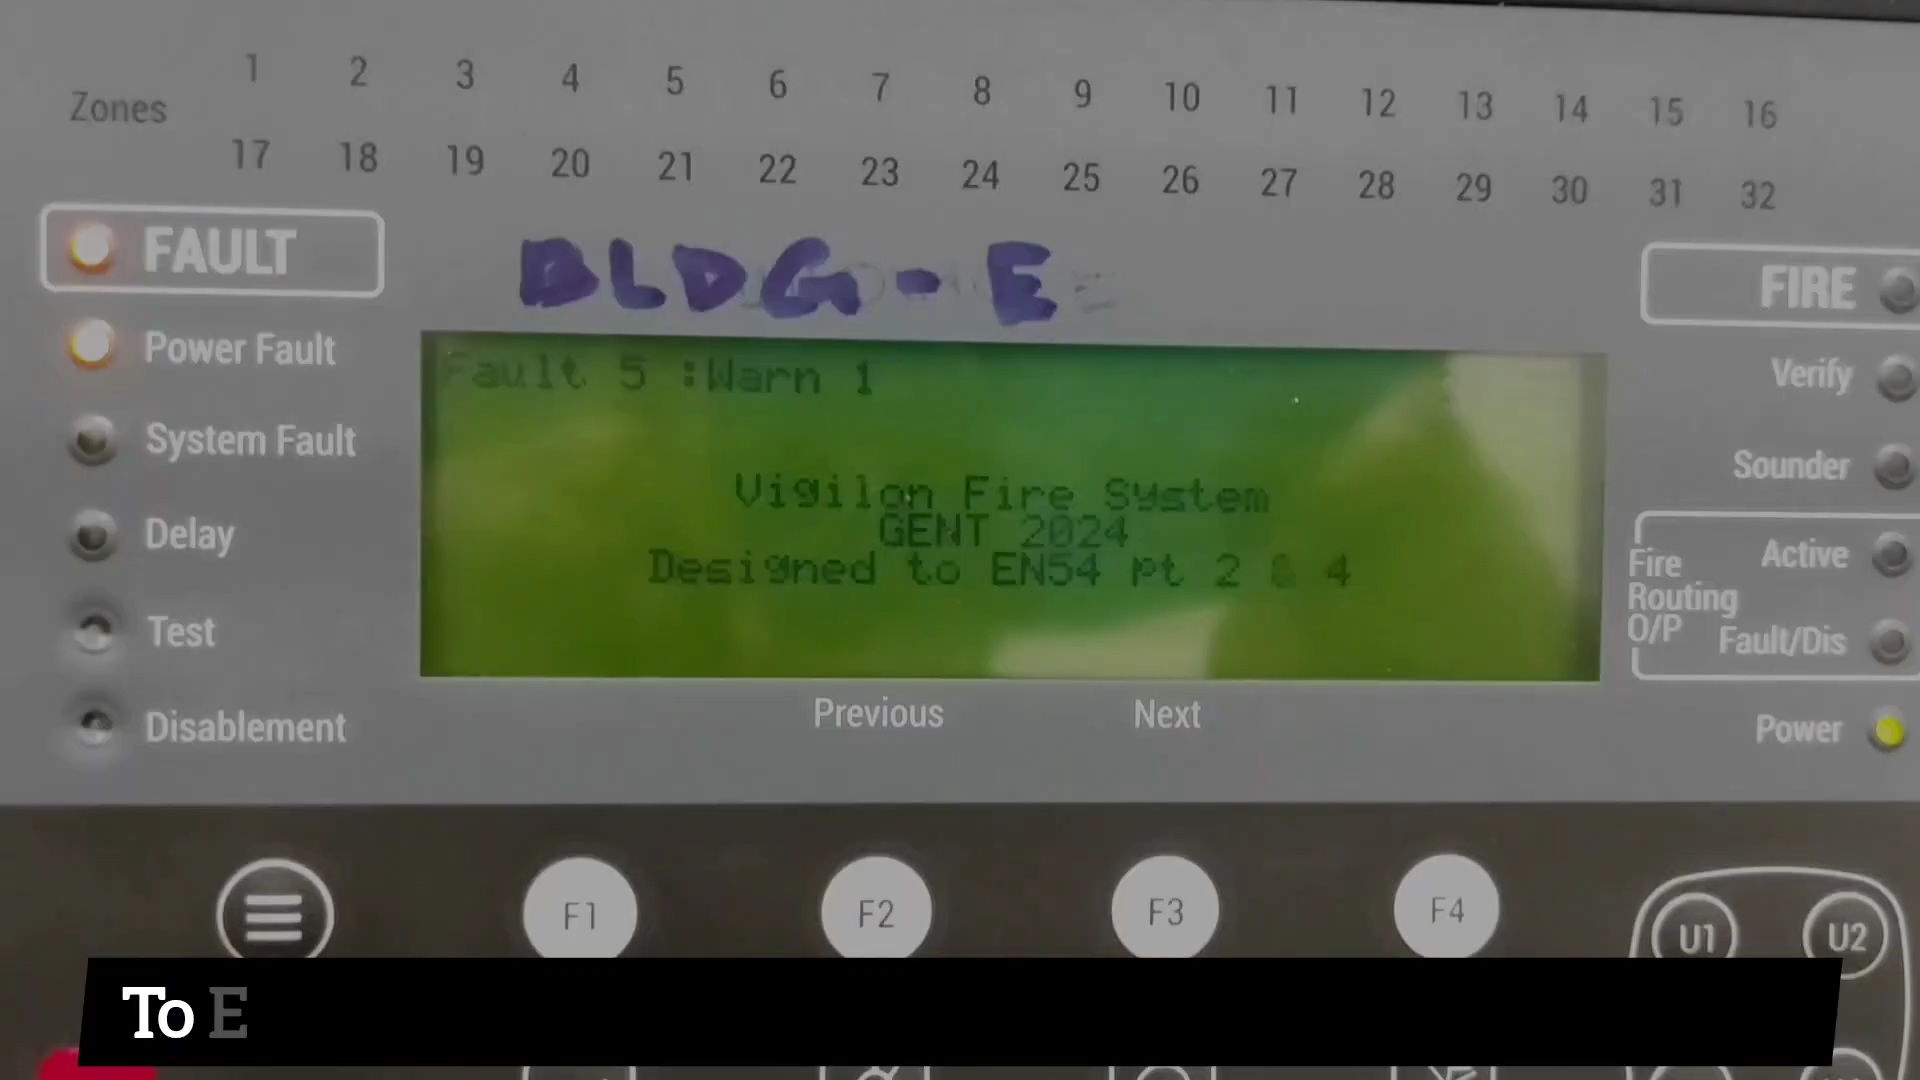 1 2 3 4 5 6 7 8 9 10 11 12 13 14 15 16
Zones
17 18 19 20 21 22 23 24 25 26 27 28 29 30 31 32
FAULT
BLDG-E
FIRE
Power Fault
Fault 5 :Warn 1
Verify
System Fault
Sounder
Vigilon Fire System
GENT 2024
Designed to EN54 pt 2 & 4
Delay
Active
Fire
Routing
O/P
Fault/Dis
Test
Disablement
Previous
Next
Power
F1
F2
F3
F4
U1
U2
To E